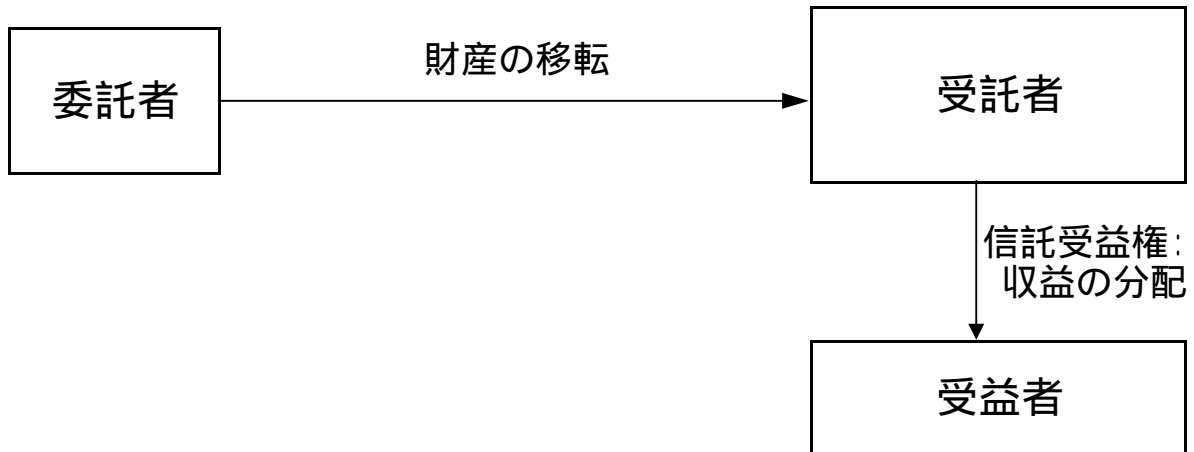 財産の移転
委託者
受託者
信託受益権:
収益の分配
受益者